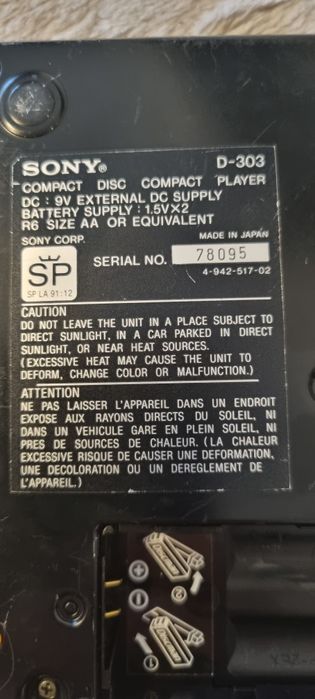 SONY®
D-303
COMPACT DISC COMPACT PLAYER
DC : 9V EXTERNAL DC SUPPLY
BATTERY SUPPLY : 1.5V×2
R6 SIZE AA OR EQUIVALENT
SONY CORP. MADE IN JAPAN
SP
SP LA 91:12
SERIAL NO. 78095
4-942-517-02
CAUTION
DO NOT LEAVE THE UNIT IN A PLACE SUBJECT TO
DIRECT SUNLIGHT, IN A CAR PARKED IN DIRECT
SUNLIGHT, OR NEAR HEAT SOURCES.
(EXCESSIVE HEAT MAY CAUSE THE UNIT TO
DEFORM, CHANGE COLOR OR MALFUNCTION.)
ATTENTION
NE PAS LAISSER L'APPAREIL DANS UN ENDROIT
EXPOSE AUX RAYONS DIRECTS DU SOLEIL, NI
DANS UN VEHICULE GARE EN PLEIN SOLEIL, NI
PRES DE SOURCES DE CHALEUR. (LA CHALEUR
EXCESSIVE RISQUE DE CAUSER UNE DEFORMATION,
UNE DECOLORATION OU UN DEREGLEMENT DE
L'APPAREIL.)